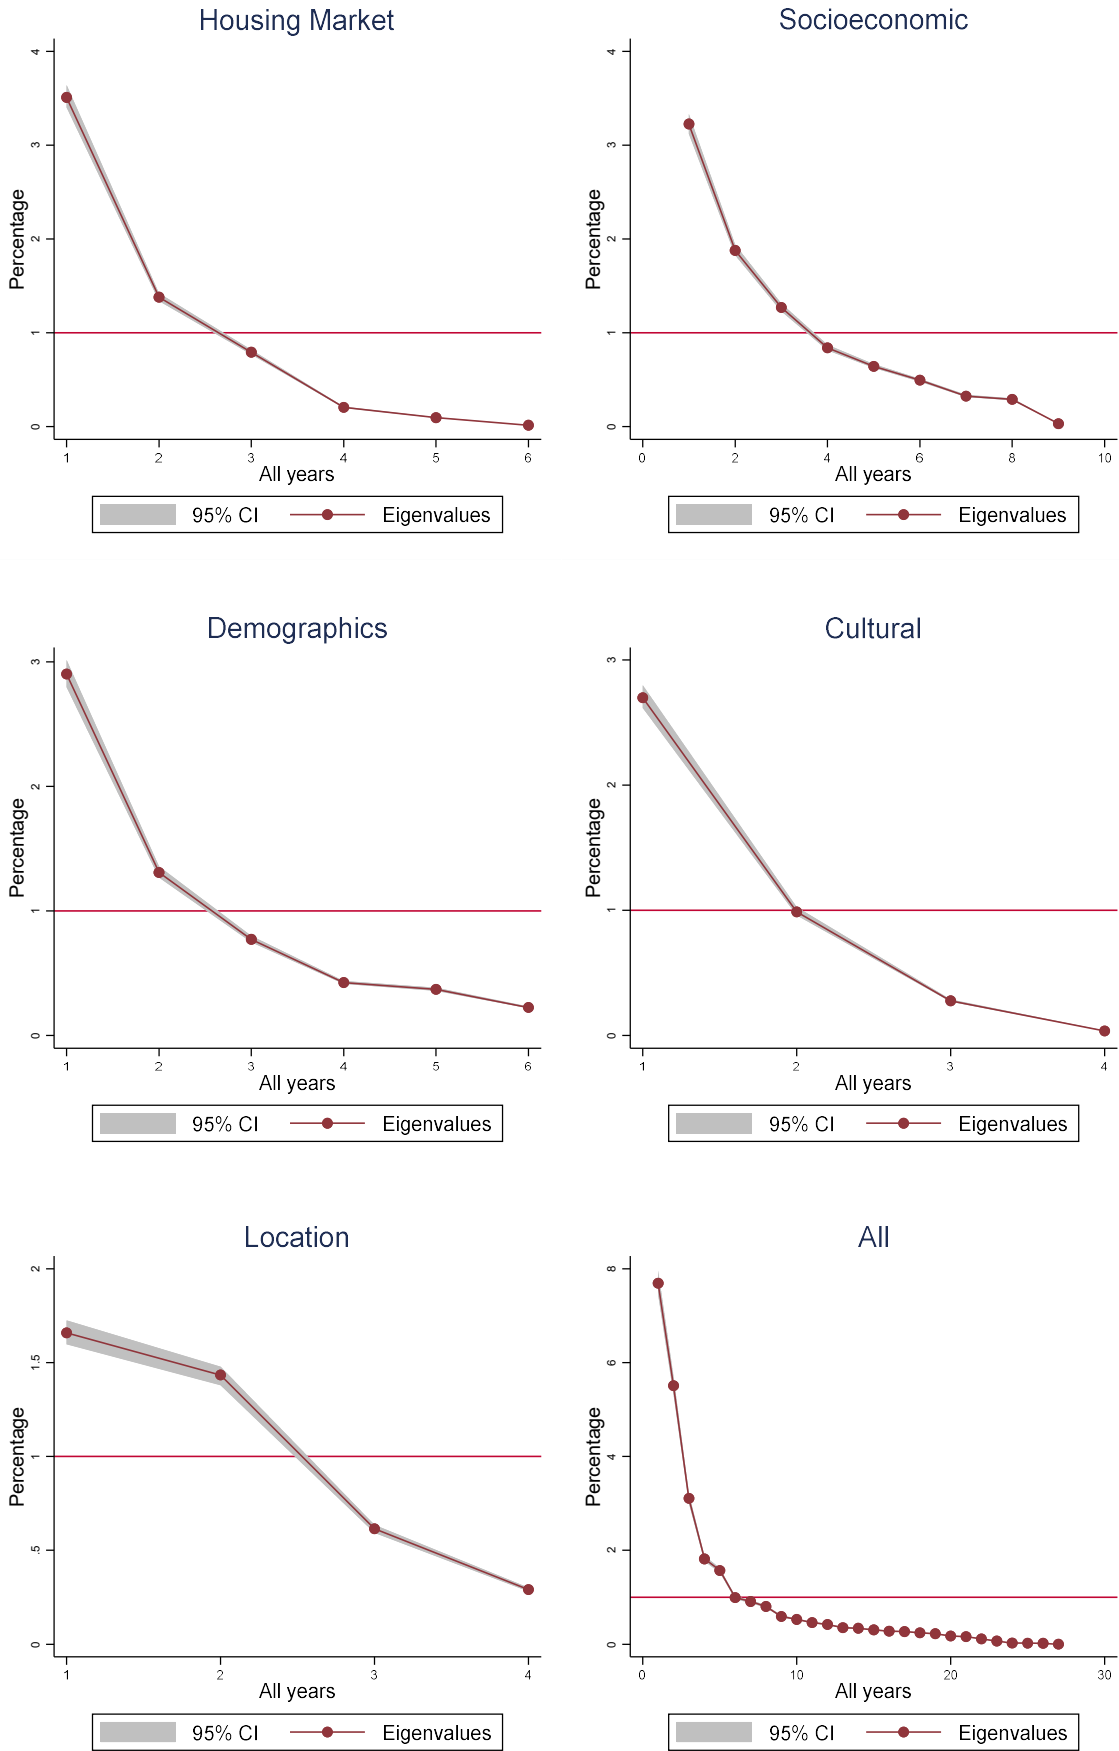 Housing Market
Percentage
4
3
2
1
0
1 2 3 4 5 6
All years
95% CI Eigenvalues
Socioeconomic
Percentage
4
3
2
1
0
0 2 4 6 8 10
All years
95% CI Eigenvalues
Demographics
Percentage
3
2
1
0
1 2 3 4 5 6
All years
95% CI Eigenvalues
Cultural
Percentage
3
2
1
0
1 2 3 4
All years
95% CI Eigenvalues
Location
Percentage
2
1.5
1
.5
0
1 2 3 4
All years
95% CI Eigenvalues
All
Percentage
8
6
4
2
0
0 10 20 30
All years
95% CI Eigenvalues